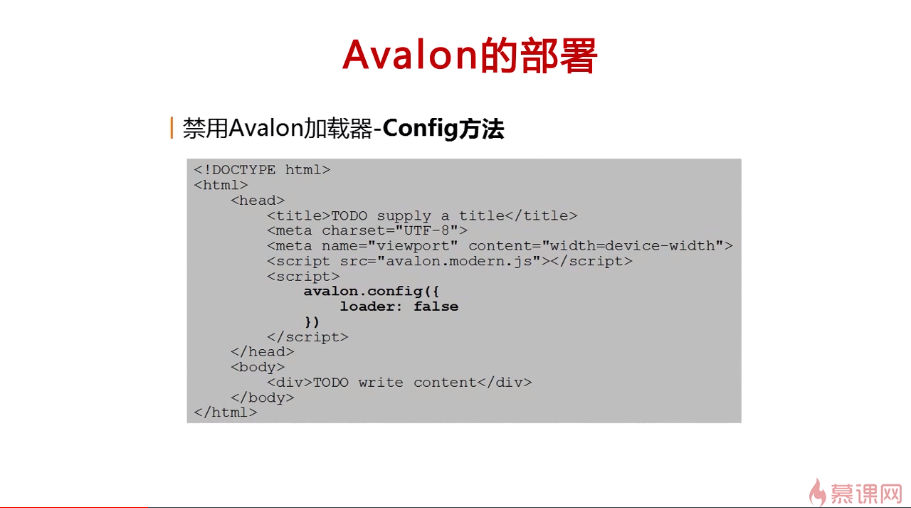 Avalon的部署
禁用Avalon加载器-Config方法
<!DOCTYPE html>
<html>
    <head>
        <title>TODO supply a title</title>
        <meta charset="UTF-8">
        <meta name="viewport" content="width=device-width">
        <script src="avalon.modern.js"></script>
        <script>
            avalon.config({
                loader: false
            })
        </script>
    </head>
    <body>
        <div>TODO write content</div>
    </body>
</html>
慕课网